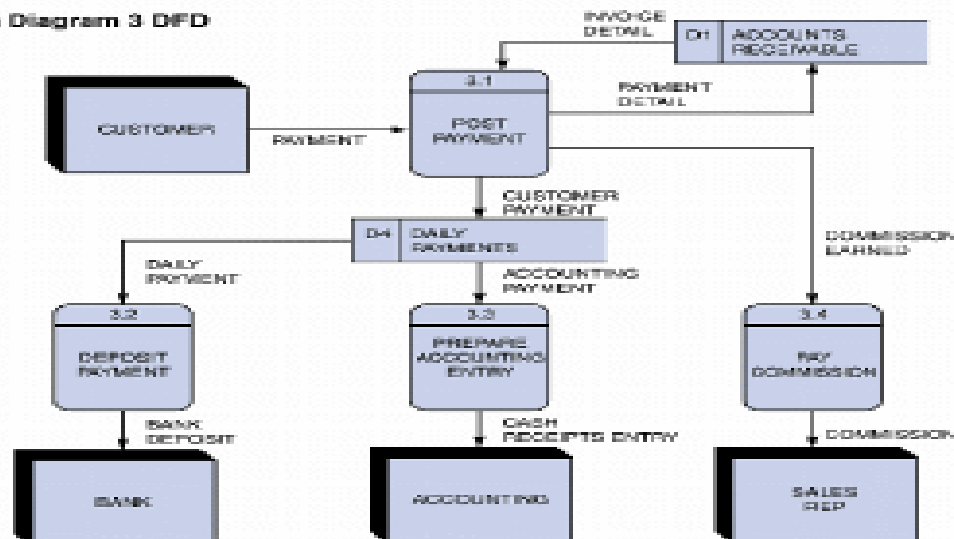 Diagram 3 DFD
INVOICE
DETAIL
D1
ACCOUNTS
RECEIVABLE
3.1
POST
PAYMENT
PAYMENT
DETAIL
CUSTOMER
PAYMENT
CUSTOMER
PAYMENT
D4
DAILY
PAYMENTS
COMMISSION
EARNED
DAILY
PAYMENT
ACCOUNTING
PAYMENT
3.2
DEPOSIT
PAYMENT
3.3
PREPARE
ACCOUNTING
ENTRY
3.4
PAY
COMMISSION
BANK
DEPOSIT
CASH
RECEIPTS ENTRY
COMMISSION
BANK
ACCOUNTING
SALES
REP